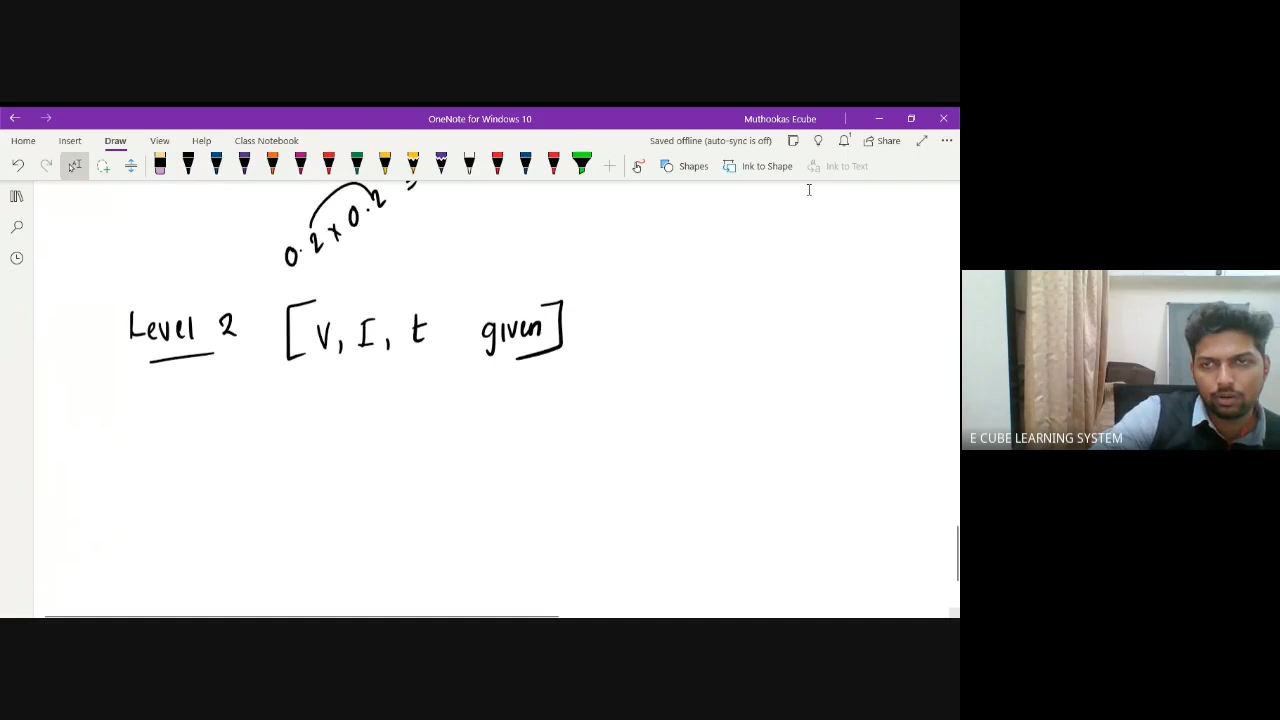 OneNote for Windows 10
Muthookas Ecube
Home Insert Draw View Help Class Notebook
Saved offline (auto-sync is off)
Share
Shapes
Ink to Shape
Ink to Text
0.2 x 0.2
Level 2 [V, I, t given]
E CUBE LEARNING SYSTEM